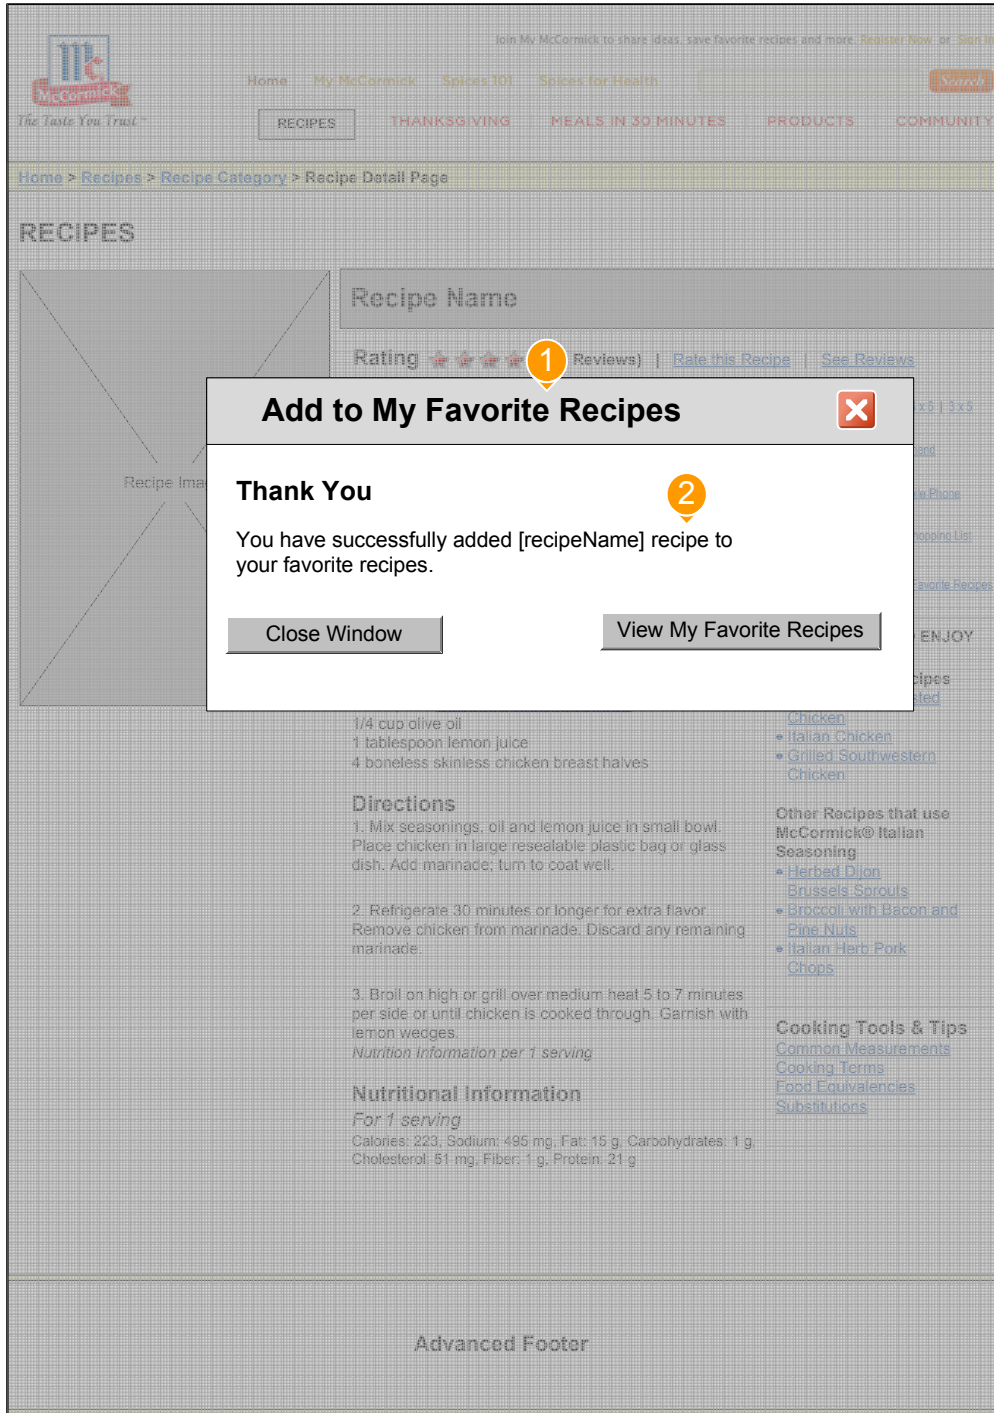 Join My McCormick to share ideas, save favorite recipes and more. Register Now or Sign In
McCormick
The Taste You Trust™
Home My McCormick Spices 101 Spices for Health
Search
RECIPES THANKSGIVING MEALS IN 30 MINUTES PRODUCTS COMMUNITY
Home > Recipes > Recipe Category > Recipe Detail Page
RECIPES
Recipe Name
Rating Reviews) | Rate this Recipe | See Reviews
1
Add to My Favorite Recipes
x5 | 3x5
Recipe Ima
Thank You
2
You have successfully added [recipeName] recipe to
your favorite recipes.
Phone
Shopping List
Favorite Recipes
Close Window
View My Favorite Recipes
ENJOY
cipes
sted
Chicken
• Italian Chicken
• Grilled Southwestern
Chicken
1/4 cup olive oil
1 tablespoon lemon juice
4 boneless skinless chicken breast halves
Directions
1. Mix seasonings, oil and lemon juice in small bowl.
Place chicken in large resealable plastic bag or glass
dish. Add marinade; turn to coat well.
2. Refrigerate 30 minutes or longer for extra flavor.
Remove chicken from marinade. Discard any remaining
marinade.
3. Broil on high or grill over medium heat 5 to 7 minutes
per side or until chicken is cooked through. Garnish with
lemon wedges.
Nutrition Information per 1 serving
Nutritional Information
For 1 serving
Calories: 223, Sodium: 495 mg, Fat: 15 g, Carbohydrates: 1 g,
Cholesterol: 51 mg, Fiber: 1 g, Protein: 21 g
Other Recipes that use
McCormick® Italian
Seasoning
• Herbed Dijon
Brussels Sprouts
• Broccoli with Bacon and
Pine Nuts
• Italian Herb Pork
Chops
Cooking Tools & Tips
Common Measurements
Cooking Terms
Food Equivalencies
Substitutions
Advanced Footer